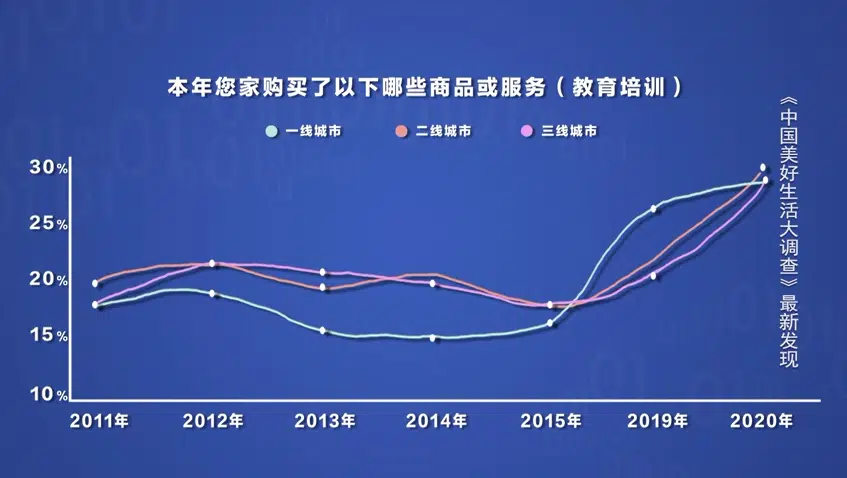 本年您家购买了以下哪些商品或服务（教育培训）
一线城市 二线城市 三线城市
30%
25%
20%
15%
10%
2011年 2012年 2013年 2014年 2015年 2019年 2020年
《中国美好生活大调查》最新发现